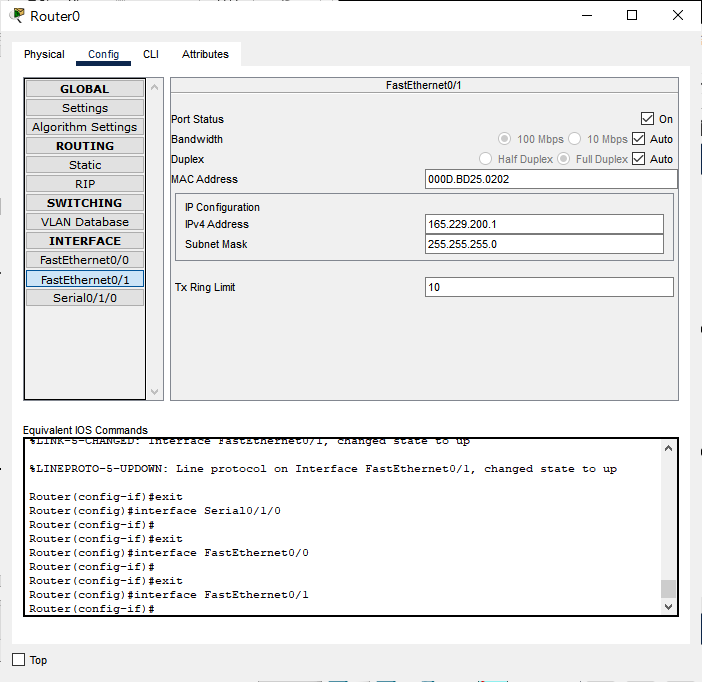 Router0
Physical Config CLI Attributes
GLOBAL
Settings
Algorithm Settings
ROUTING
Static
RIP
SWITCHING
VLAN Database
INTERFACE
FastEthernet0/0
FastEthernet0/1
Serial0/1/0
FastEthernet0/1
Port Status On
Bandwidth 100 Mbps 10 Mbps Auto
Duplex Half Duplex Full Duplex Auto
MAC Address 000D.BD25.0202
IP Configuration
IPv4 Address 165.229.200.1
Subnet Mask 255.255.255.0
Tx Ring Limit 10
Equivalent IOS Commands
%LINK-5-CHANGED: Interface FastEthernet0/1, changed state to up
%LINEPROTO-5-UPDOWN: Line protocol on Interface FastEthernet0/1, changed state to up
Router(config-if)#exit
Router(config)#interface Serial0/1/0
Router(config-if)#
Router(config-if)#exit
Router(config)#interface FastEthernet0/0
Router(config-if)#
Router(config-if)#exit
Router(config)#interface FastEthernet0/1
Router(config-if)#
Top